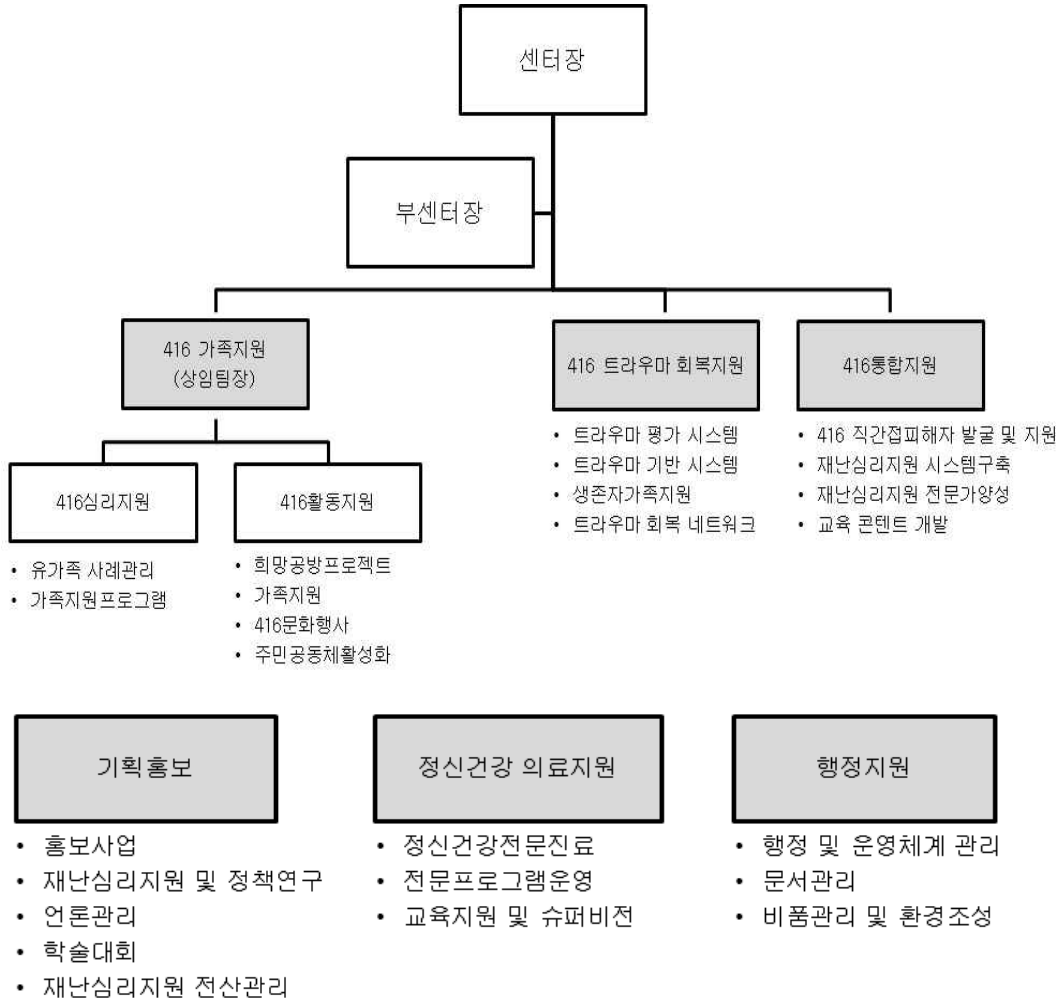 센터장
부센터장
416 가족지원
(상임팀장)
416 트라우마 회복지원
416통합지원
416심리지원
416활동지원
• 유가족 사례관리
• 가족지원프로그램
• 희망공방프로젝트
• 가족지원
• 416문화행사
• 주민공동체활성화
• 트라우마 평가 시스템
• 트라우마 기반 시스템
• 생존자가족지원
• 트라우마 회복 네트워크
• 416 직간접피해자 발굴 및 지원
• 재난심리지원 시스템구축
• 재난심리지원 전문가양성
• 교육 콘텐트 개발
기획홍보
• 홍보사업
• 재난심리지원 및 정책연구
• 언론관리
• 학술대회
• 재난심리지원 전산관리
정신건강 의료지원
• 정신건강전문진료
• 전문프로그램운영
• 교육지원 및 슈퍼비전
행정지원
• 행정 및 운영체계 관리
• 문서관리
• 비품관리 및 환경조성